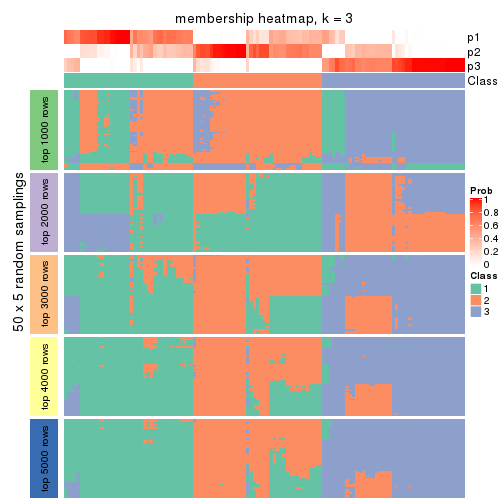 membership heatmap, k = 3
p1
p2
p3
Class
50 x 5 random samplings
top 1000 rows
top 2000 rows
top 3000 rows
top 4000 rows
top 5000 rows
Prob
1
0.8
0.6
0.4
0.2
0
Class
1
2
3